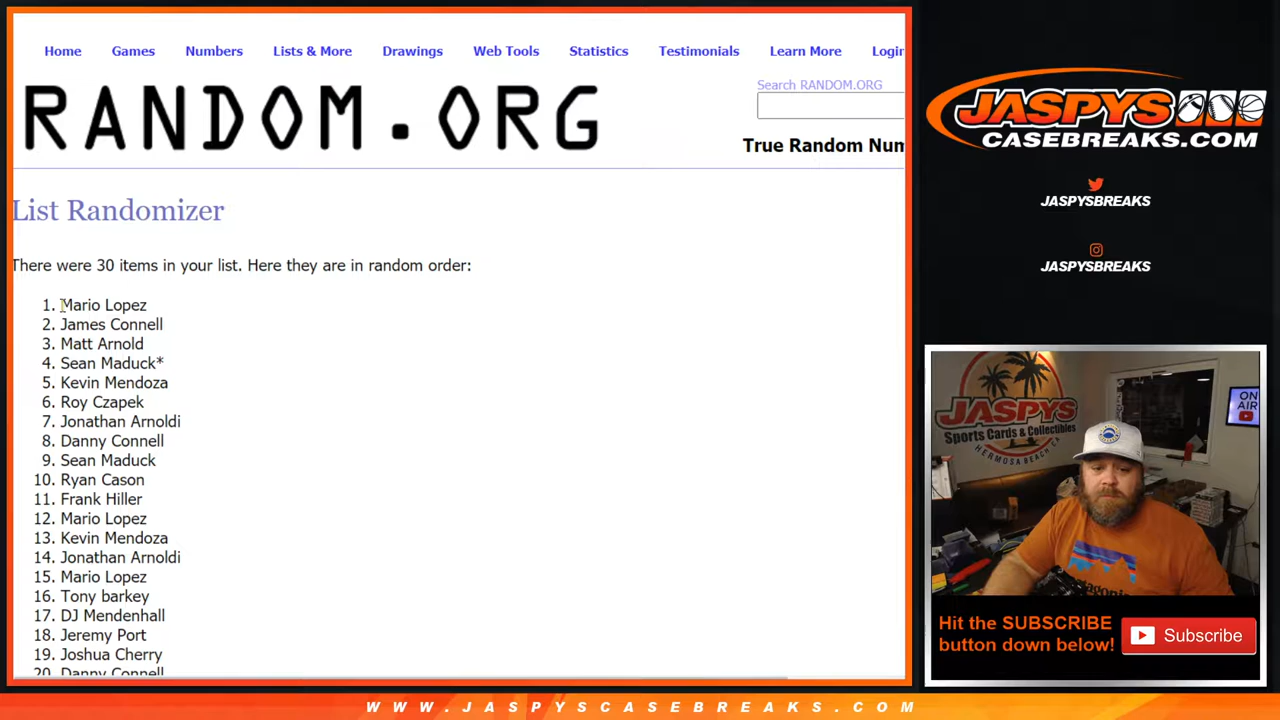 Home Games Numbers Lists & More Drawings Web Tools Statistics Testimonials Learn More Login
RANDOM.ORG
Search RANDOM.ORG
True Random Num
List Randomizer
There were 30 items in your list. Here they are in random order:
1. Mario Lopez
2. James Connell
3. Matt Arnold
4. Sean Maduck*
5. Kevin Mendoza
6. Roy Czapek
7. Jonathan Arnoldi
8. Danny Connell
9. Sean Maduck
10. Ryan Cason
11. Frank Hiller
12. Mario Lopez
13. Kevin Mendoza
14. Jonathan Arnoldi
15. Mario Lopez
16. Tony barkey
17. DJ Mendenhall
18. Jeremy Port
19. Joshua Cherry
20. Danny Connell
JASPYS
CASEBREAKS.COM
JASPYSBREAKS
JASPYSBREAKS
JASPYS
Sports Cards & Collectibles
HERMOSA BEACH, CA
ON
AIR
Hit the SUBSCRIBE
button down below!
Subscribe
WWW.JASPYSCASEBREAKS.COM